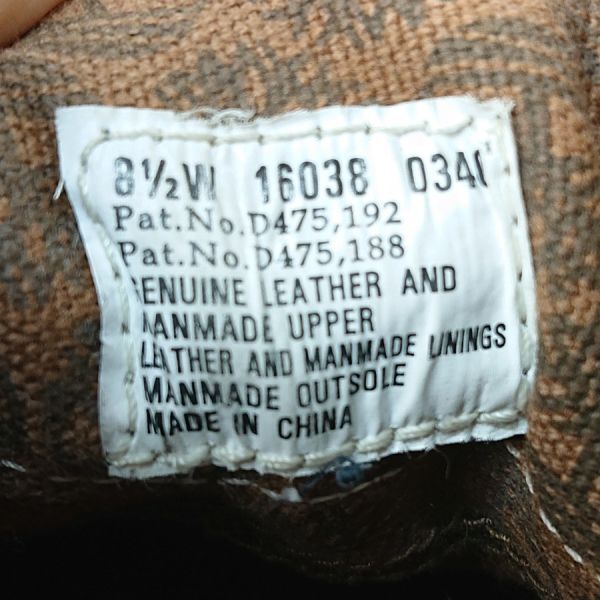 8½W 16038
Pat.No.D475,192
Pat.No.D475,188
GENUINE LEATHER AND
MANMADE UPPER
LEATHER AND MANMADE LININGS
MANMADE OUTSOLE
MADE IN CHINA